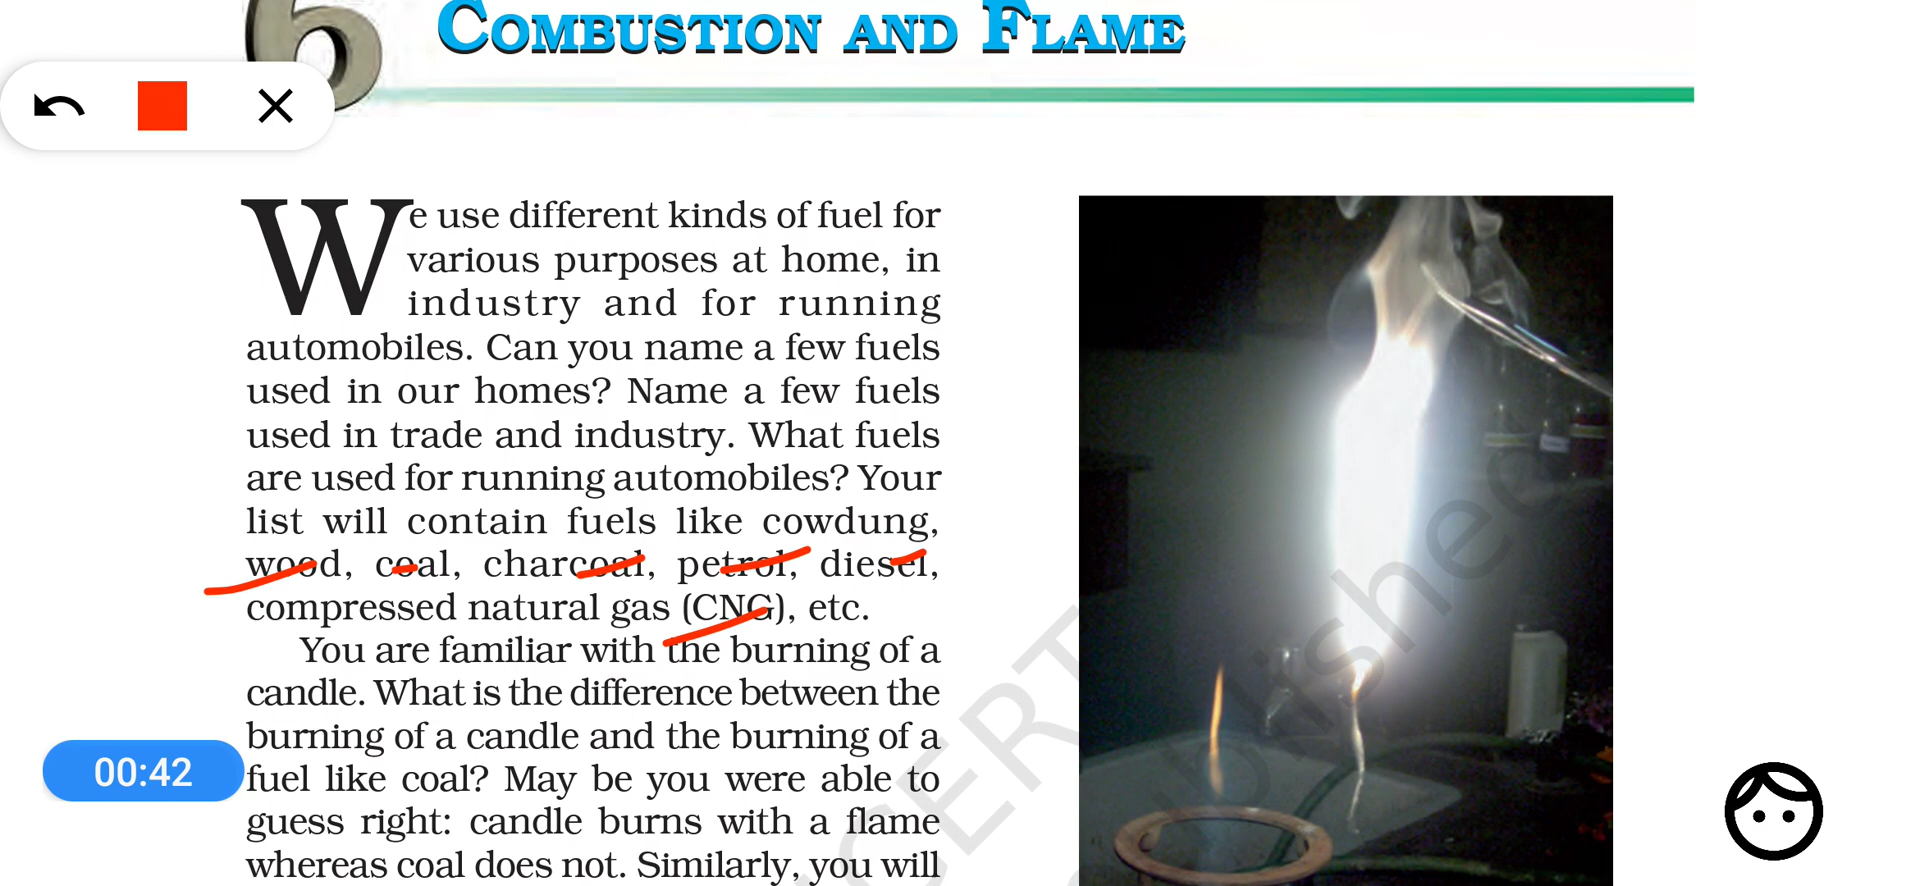 6 COMBUSTION AND FLAME
We use different kinds of fuel for
various purposes at home, in
industry and for running
automobiles. Can you name a few fuels
used in our homes? Name a few fuels
used in trade and industry. What fuels
are used for running automobiles? Your
list will contain fuels like cowdung,
wood, coal, charcoal, petrol, diesel,
compressed natural gas (CNG), etc.
You are familiar with the burning of a
candle. What is the difference between the
burning of a candle and the burning of a
fuel like coal? May be you were able to
guess right: candle burns with a flame
whereas coal does not. Similarly, you will
00:42